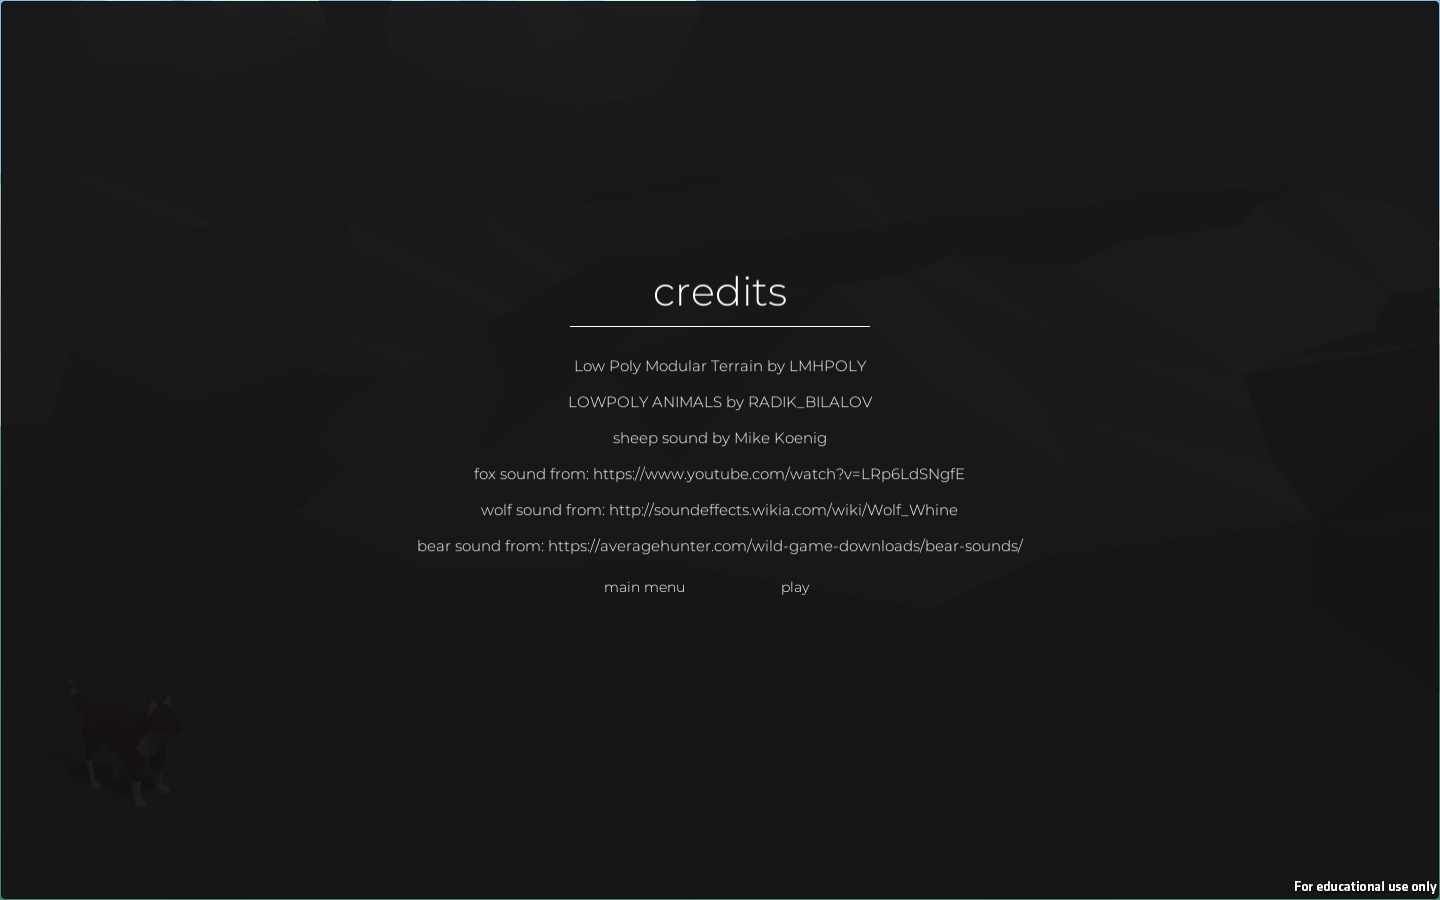 credits
Low Poly Modular Terrain by LMHPOLY
LOWPOLY ANIMALS by RADIK_BILALOV
sheep sound by Mike Koenig
fox sound from: https://www.youtube.com/watch?v=LRp6LdSNgfE
wolf sound from: http://soundeffects.wikia.com/wiki/Wolf_Whine
bear sound from: https://averagehunter.com/wild-game-downloads/bear-sounds/
main menu play
For educational use only